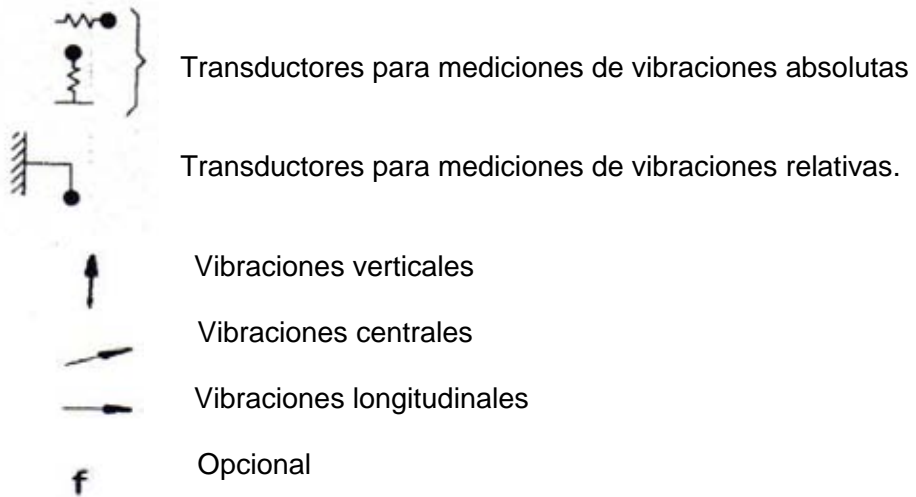 Transductores para mediciones de vibraciones absolutas
Transductores para mediciones de vibraciones relativas.
Vibraciones verticales
Vibraciones centrales
Vibraciones longitudinales
f Opcional